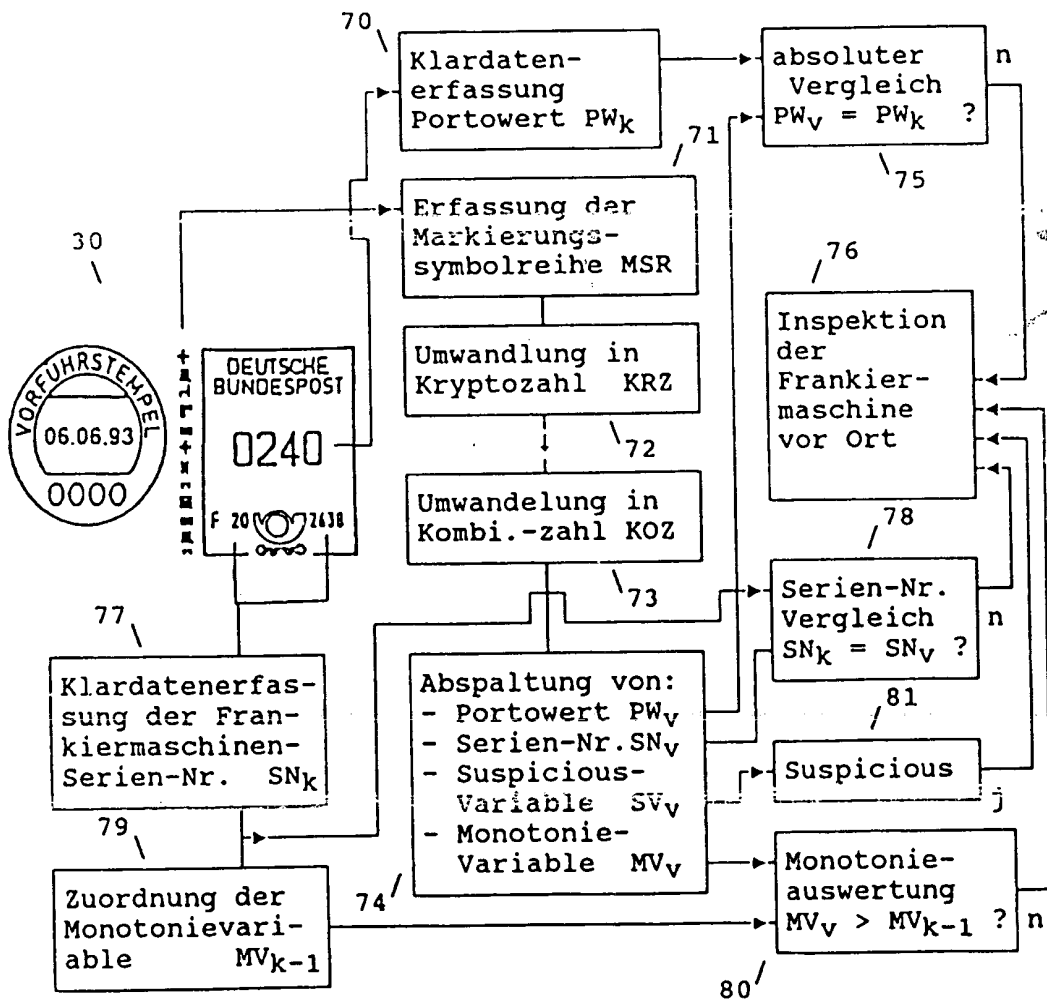 70
Klardaten-
erfassung
Portowert PWk
absoluter
Vergleich
PWv = PWk ?
n
75
71
Erfassung der
Markierungs-
symbolreihe MSR
30
VORFÜHRSTEMPEL
06.06.93
0000
DEUTSCHE
BUNDESPOST
0240
F 20 2638
Umwandlung in
Kryptozahl KRZ
72
Umwandelung in
Kombi.-zahl KOZ
73
76
Inspektion
der
Frankier-
maschine
vor Ort
78
Serien-Nr.
Vergleich
SNk = SNv ?
n
77
Klardatenerfas-
sung der Fran-
kiermaschinen-
Serien-Nr. SNk
Abspaltung von:
- Portowert PWv
- Serien-Nr.SNv
- Suspicious-
Variable SVv
- Monotonie-
Variable MVv
74
81
Suspicious
j
79
Zuordnung der
Monotonievari-
able MVk-1
Monotonie-
auswertung
MVv > MVk-1 ?
n
80